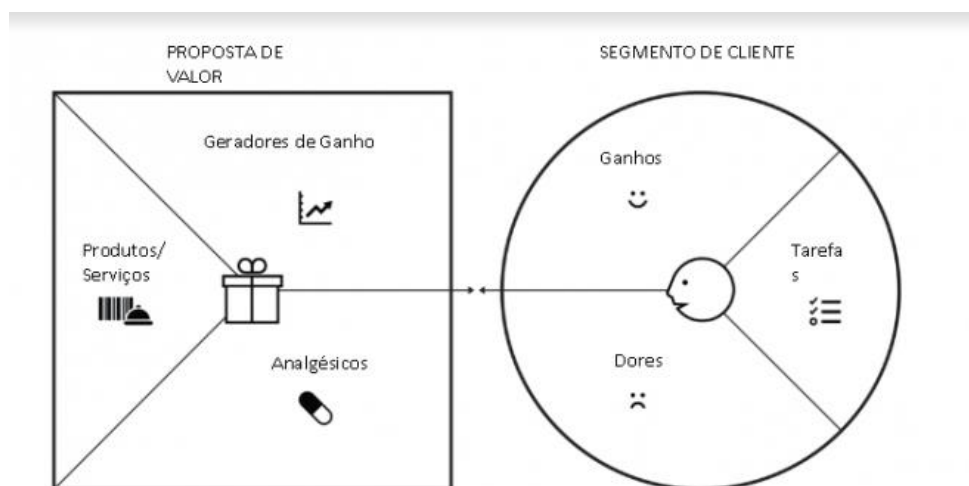 PROPOSTA DE
VALOR
SEGMENTO DE CLIENTE
Geradores de Ganho
Produtos/
Serviços
Analgésicos
Ganhos
Tarefa
s
Dores